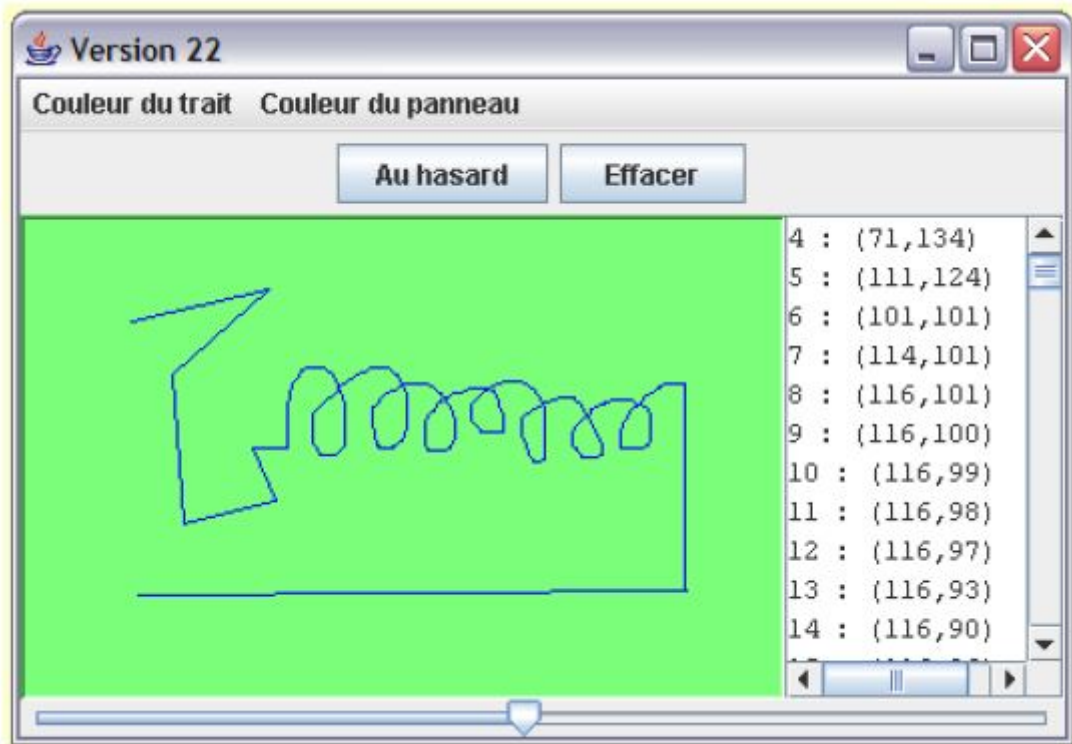 Version 22
Couleur du trait Couleur du panneau
Au hasard Effacer
4 : (71,134)
5 : (111,124)
6 : (101,101)
7 : (114,101)
8 : (116,101)
9 : (116,100)
10 : (116,99)
11 : (116,98)
12 : (116,97)
13 : (116,93)
14 : (116,90)